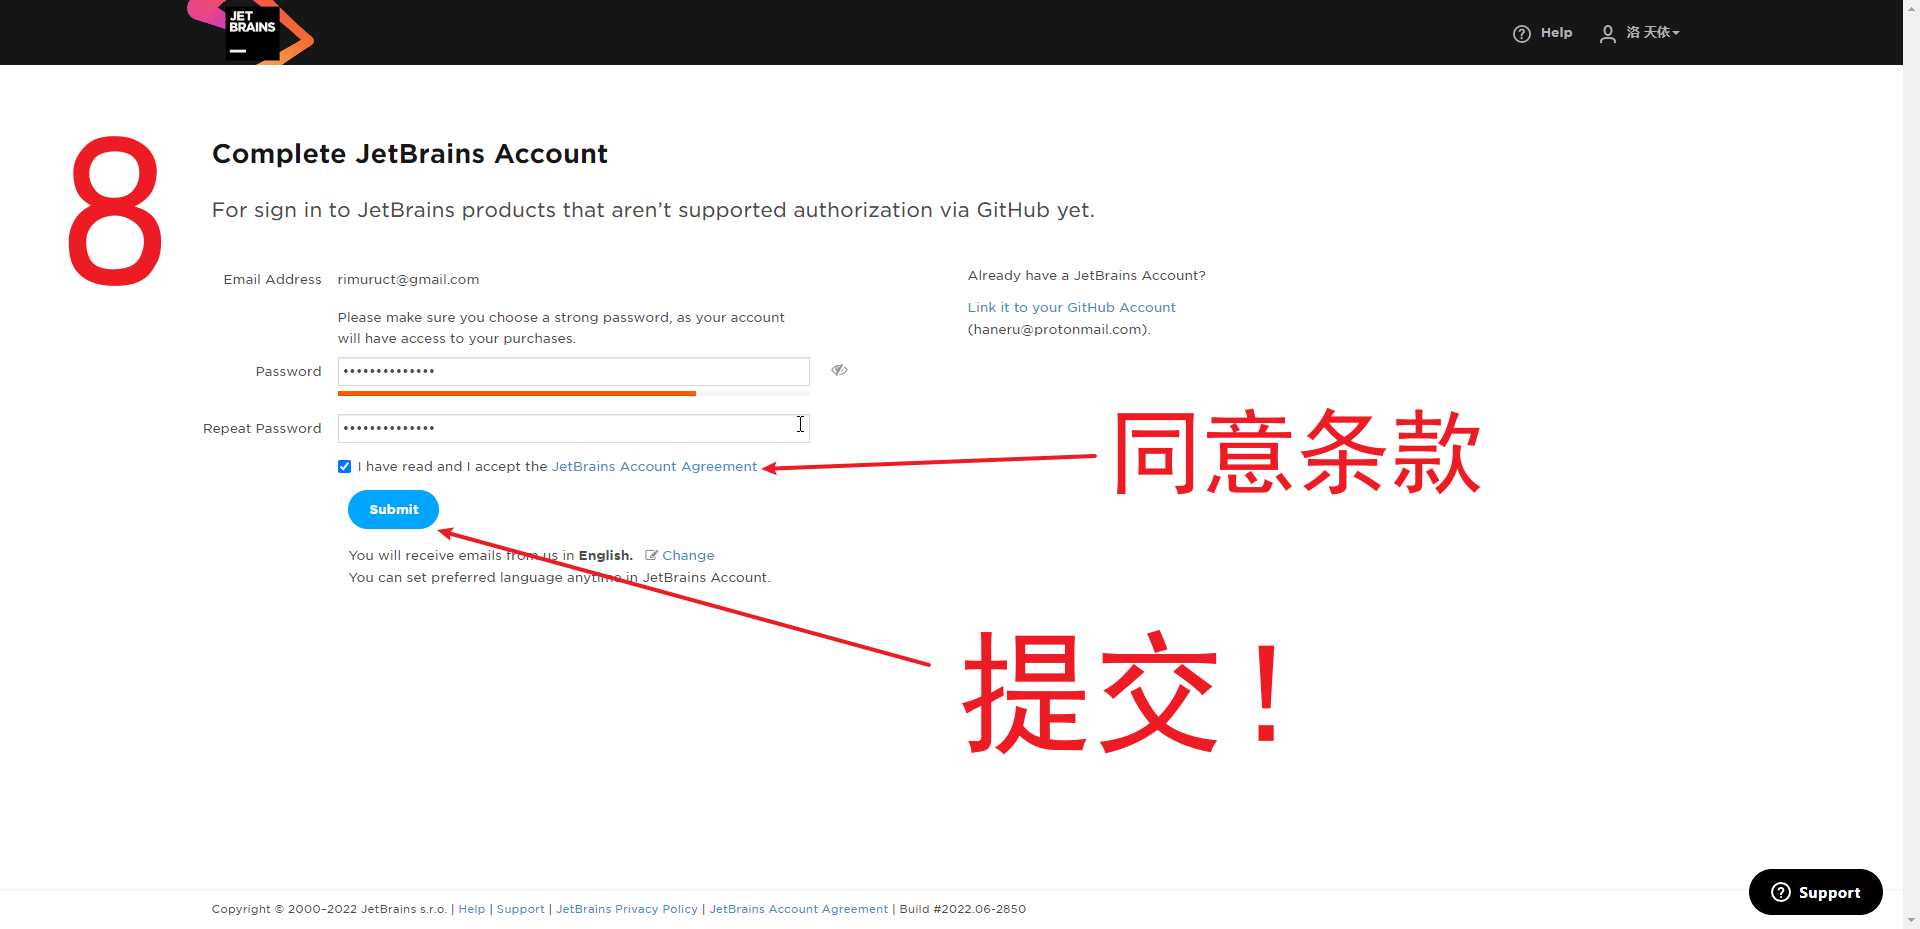 JET
BRAINS
Help
洛 天依
8
Complete JetBrains Account
For sign in to JetBrains products that aren't supported authorization via GitHub yet.
Email Address rimuruct@gmail.com
Please make sure you choose a strong password, as your account
will have access to your purchases.
Password ••••••••••••••
Repeat Password ••••••••••••••
I have read and I accept the JetBrains Account Agreement
Submit
You will receive emails from us in English. Change
You can set preferred language anytime in JetBrains Account.
Already have a JetBrains Account?
Link it to your GitHub Account
(haneru@protonmail.com).
同意条款
提交！
Copyright © 2000–2022 JetBrains s.r.o. | Help | Support | JetBrains Privacy Policy | JetBrains Account Agreement | Build #2022.06-2850
Support